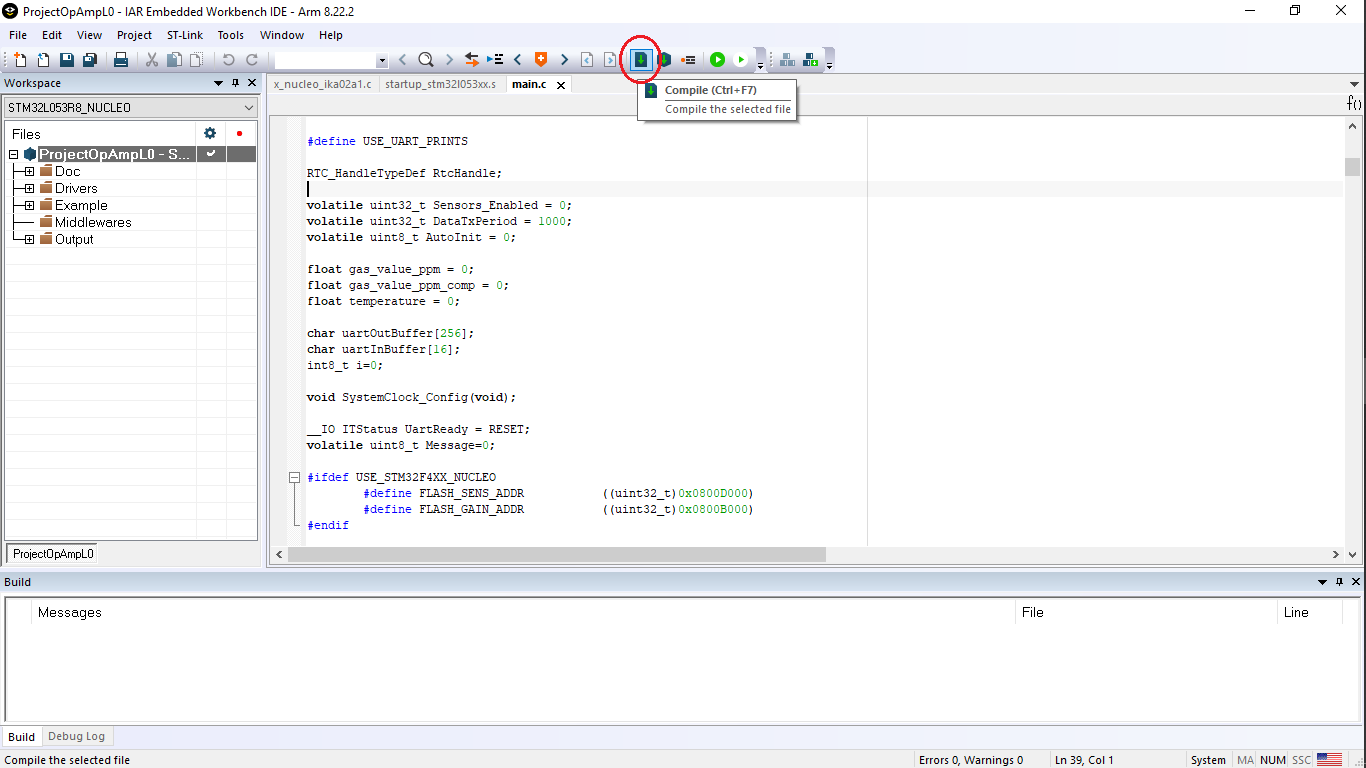 ProjectOpAmpL0 - IAR Embedded Workbench IDE - Arm 8.22.2
File Edit View Project ST-Link Tools Window Help
Workspace
STM32L053R8_NUCLEO
Files
ProjectOpAmpL0 - S...
Doc
Drivers
Example
Middlewares
Output
ProjectOpAmpL0
x_nucleo_ika02a1.c startup_stm32l053xx.s main.c
Compile (Ctrl+F7)
Compile the selected file
f()
#define USE_UART_PRINTS
RTC_HandleTypeDef RtcHandle;
volatile uint32_t Sensors_Enabled = 0;
volatile uint32_t DataTxPeriod = 1000;
volatile uint8_t AutoInit = 0;
float gas_value_ppm = 0;
float gas_value_ppm_comp = 0;
float temperature = 0;
char uartOutBuffer[256];
char uartInBuffer[16];
int8_t i=0;
void SystemClock_Config(void);
__IO ITStatus UartReady = RESET;
volatile uint8_t Message=0;
#ifdef USE_STM32F4XX_NUCLEO
#define FLASH_SENS_ADDR ((uint32_t)0x0800D000)
#define FLASH_GAIN_ADDR ((uint32_t)0x0800B000)
#endif
Build
Messages File Line
Build Debug Log
Compile the selected file Errors 0, Warnings 0 Ln 39, Col 1 System MA NUM SSC